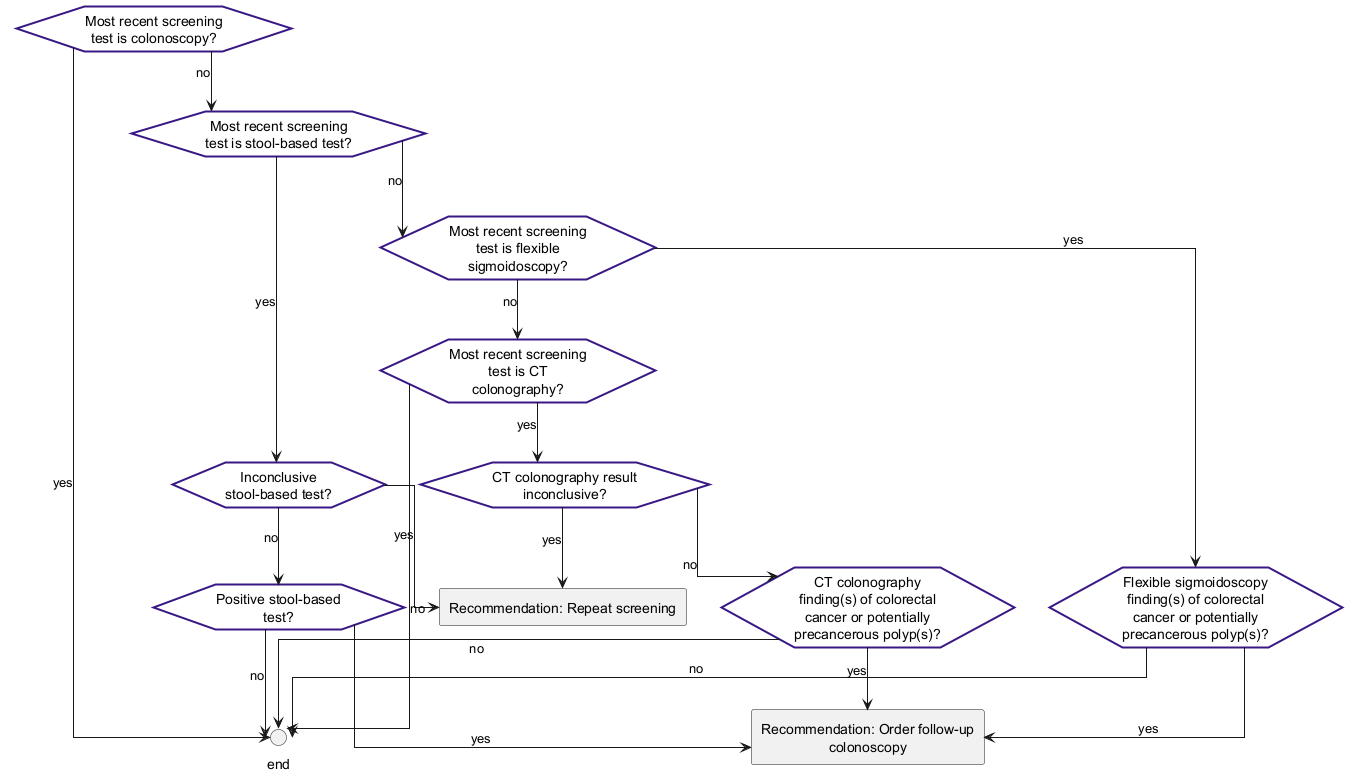 Most recent screening
test is colonoscopy?
no
Most recent screening
test is stool-based test?
no
Most recent screening
test is flexible
sigmoidoscopy?
yes
yes
no
Most recent screening
test is CT
colonography?
yes
Inconclusive
stool-based test?
CT colonography result
inconclusive?
yes
no
yes
yes
no
CT colonography
finding(s) of colorectal
cancer or potentially
precancerous polyp(s)?
Flexible sigmoidoscopy
finding(s) of colorectal
cancer or potentially
precancerous polyp(s)?
Positive stool-based
test?
no
Recommendation: Repeat screening
no
no
no
yes
Recommendation: Order follow-up
colonoscopy
yes
yes
end